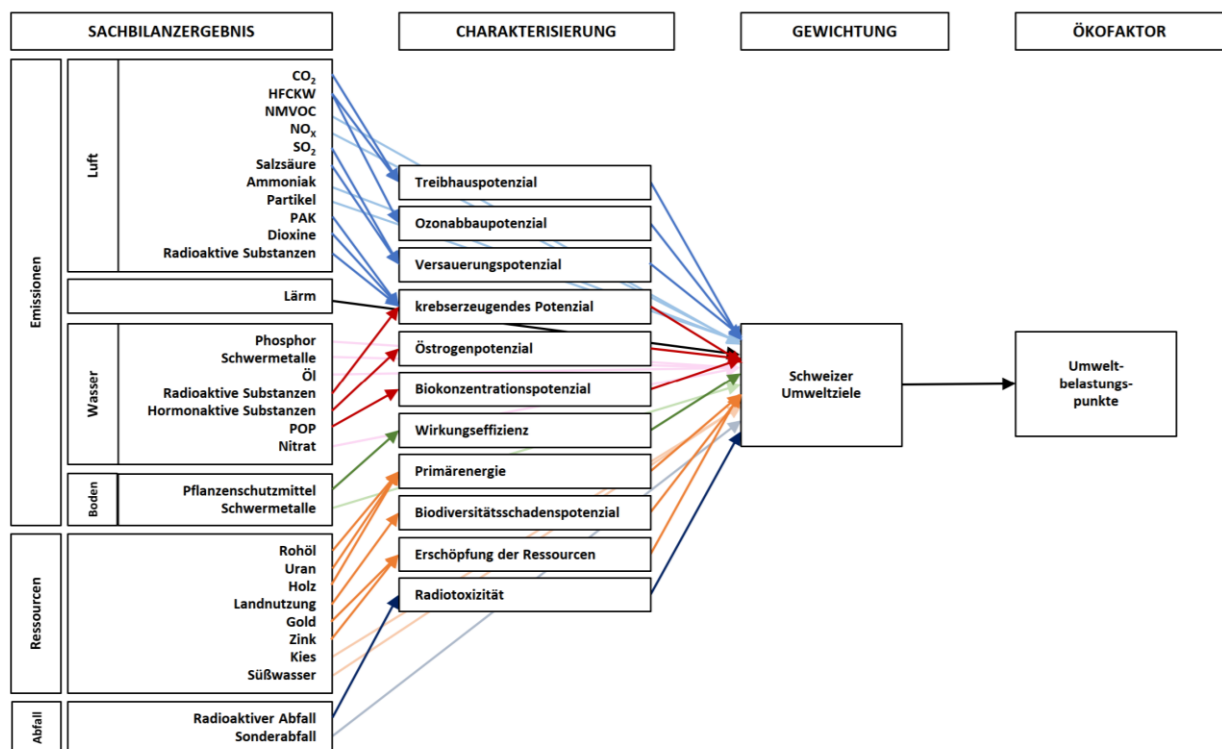 SACHBILANZERGEBNIS
CHARAKTERISIERUNG
GEWICHTUNG
ÖKOFAKTOR
Emissionen
Luft
CO₂
HFCKW
NMVOC
NOₓ
SO₂
Salzsäure
Ammoniak
Partikel
PAK
Dioxine
Radioaktive Substanzen
Lärm
Wasser
Phosphor
Schwermetalle
Öl
Radioaktive Substanzen
Hormonaktive Substanzen
POP
Nitrat
Boden
Pflanzenschutzmittel
Schwermetalle
Ressourcen
Rohöl
Uran
Holz
Landnutzung
Gold
Zink
Kies
Süßwasser
Abfall
Radioaktiver Abfall
Sonderabfall
Treibhauspotenzial
Ozonabbaupotenzial
Versauerungspotenzial
krebserzeugendes Potenzial
Östrogenpotenzial
Biokonzentrationspotenzial
Wirkungseffizienz
Primärenergie
Biodiversitätsschadenspotenzial
Erschöpfung der Ressourcen
Radiotoxizität
Schweizer
Umweltziele
Umwelt-
belastungs-
punkte